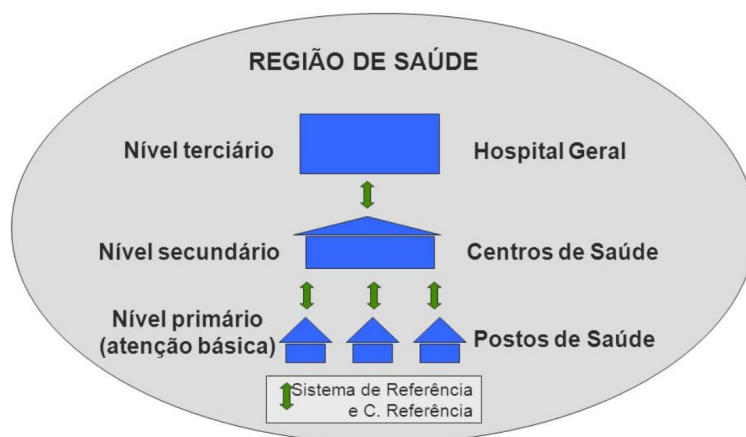 REGIÃO DE SAÚDE
Nível terciário
Hospital Geral
Nível secundário
Centros de Saúde
Nível primário
(atenção básica)
Postos de Saúde
Sistema de Referência
e C. Referência